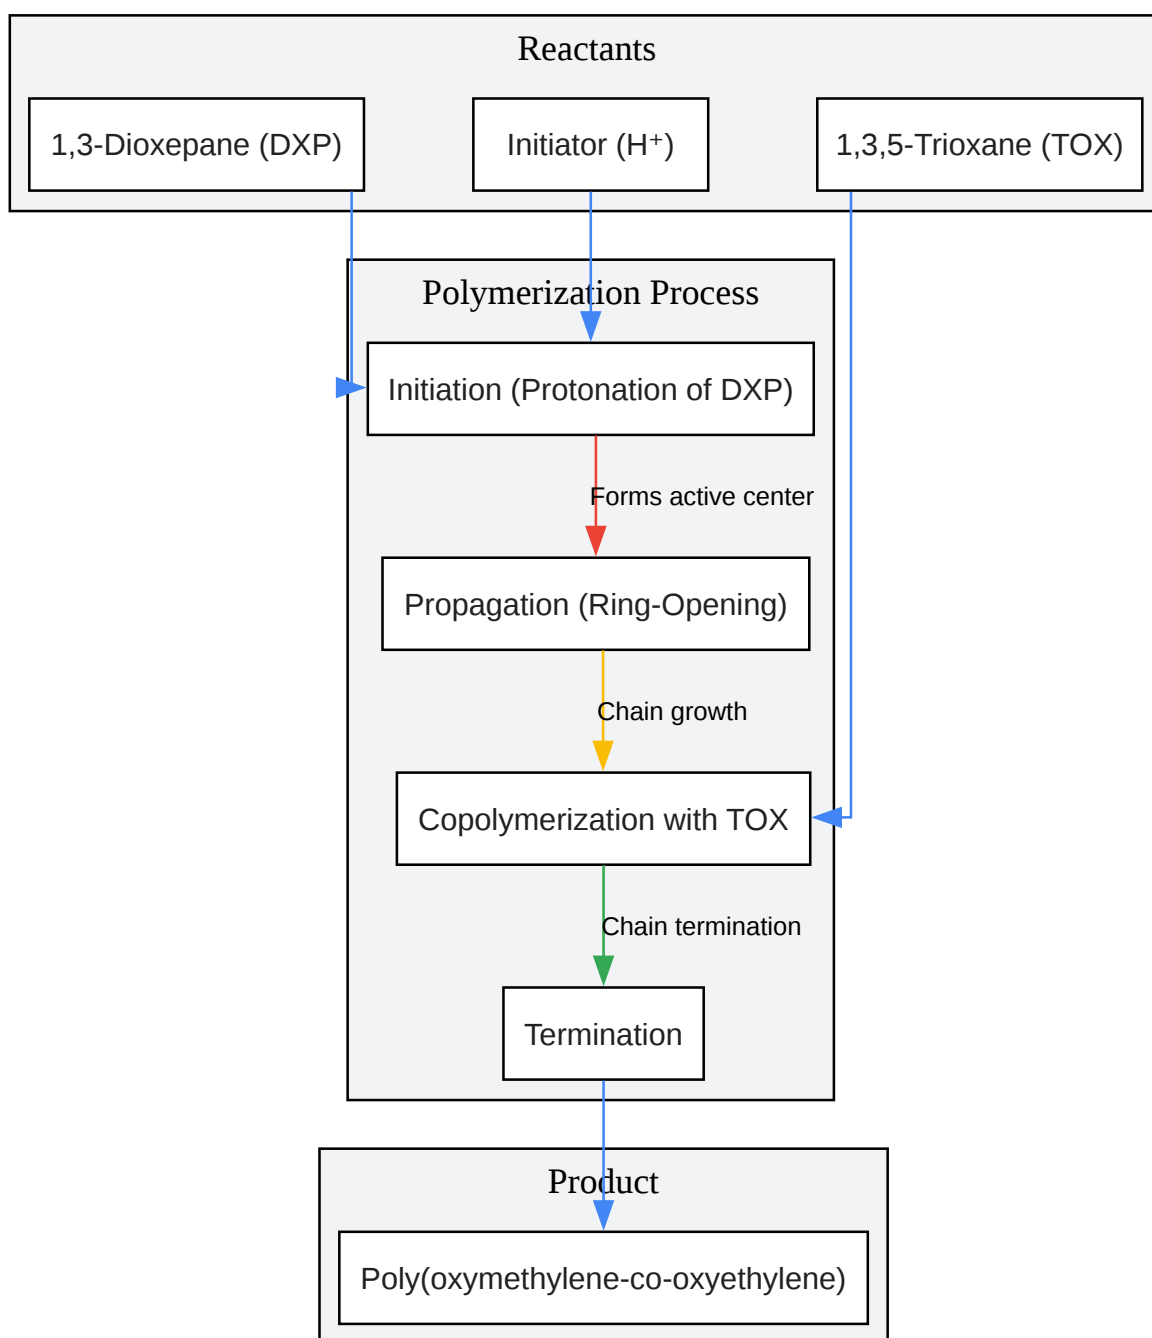 Reactants
1,3-Dioxepane (DXP)
Initiator (H⁺)
1,3,5-Trioxane (TOX)
Polymerization Process
Initiation (Protonation of DXP)
Forms active center
Propagation (Ring-Opening)
Chain growth
Copolymerization with TOX
Chain termination
Termination
Product
Poly(oxymethylene-co-oxyethylene)